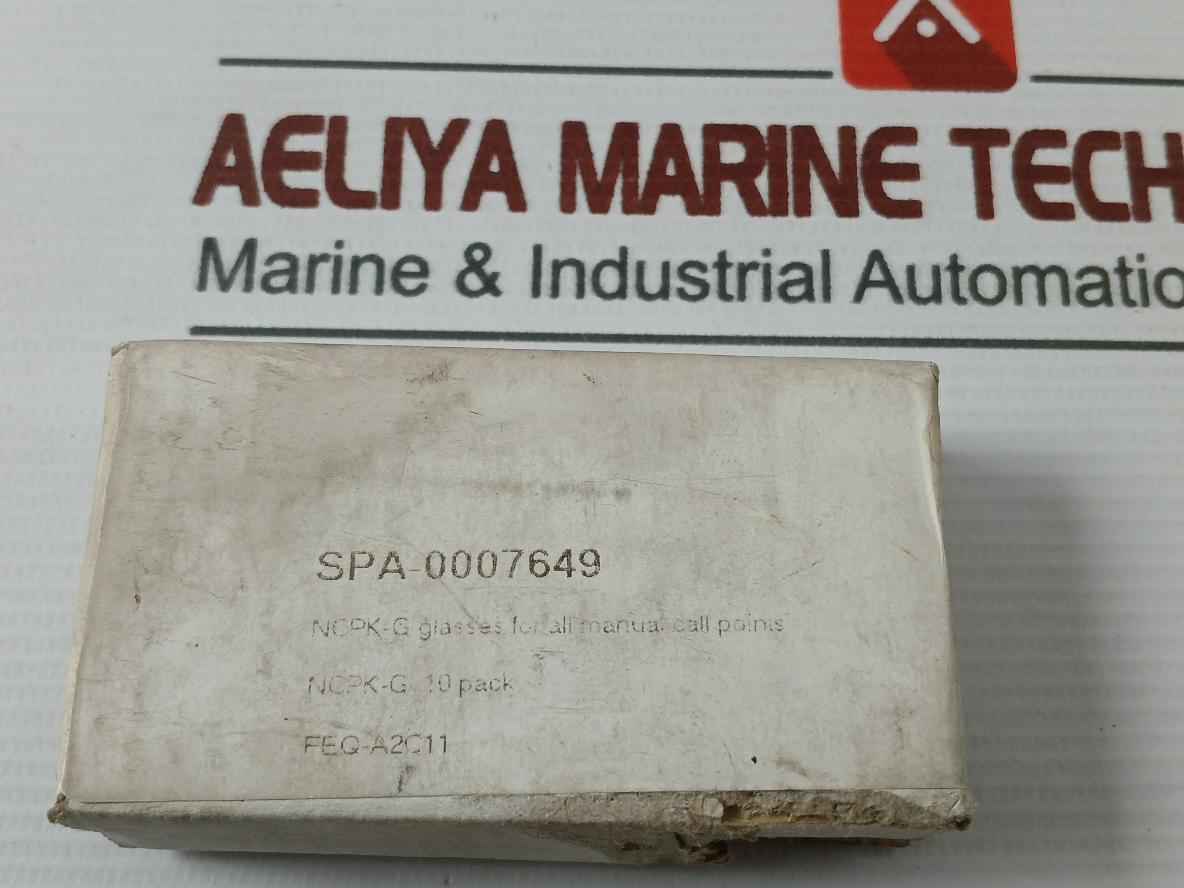 AELIYA MARINE TECH
Marine & Industrial Automatio
SPA-0007649
NCPK-G glasses for all manual call points
NCPK-G 10 pack
FEQ-A2C11